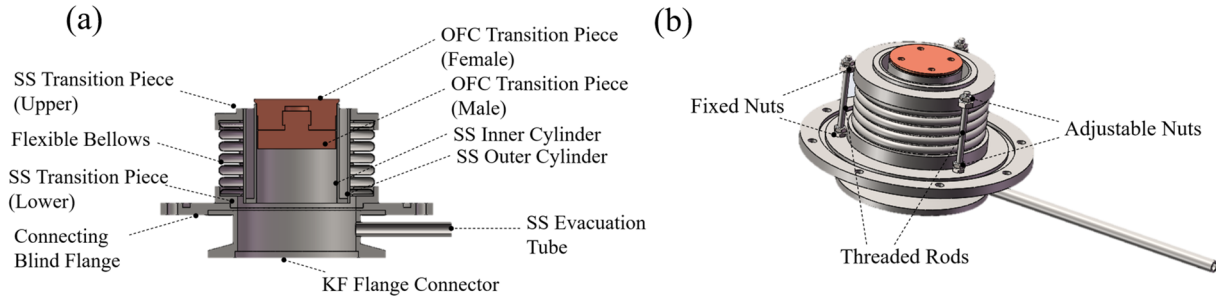 (a)
OFC Transition Piece
(Female)
OFC Transition Piece
(Male)
SS Inner Cylinder
SS Outer Cylinder
SS Transition Piece
(Upper)
Flexible Bellows
SS Transition Piece
(Lower)
Connecting
Blind Flange
SS Evacuation
Tube
KF Flange Connector
(b)
Fixed Nuts
Adjustable Nuts
Threaded Rods